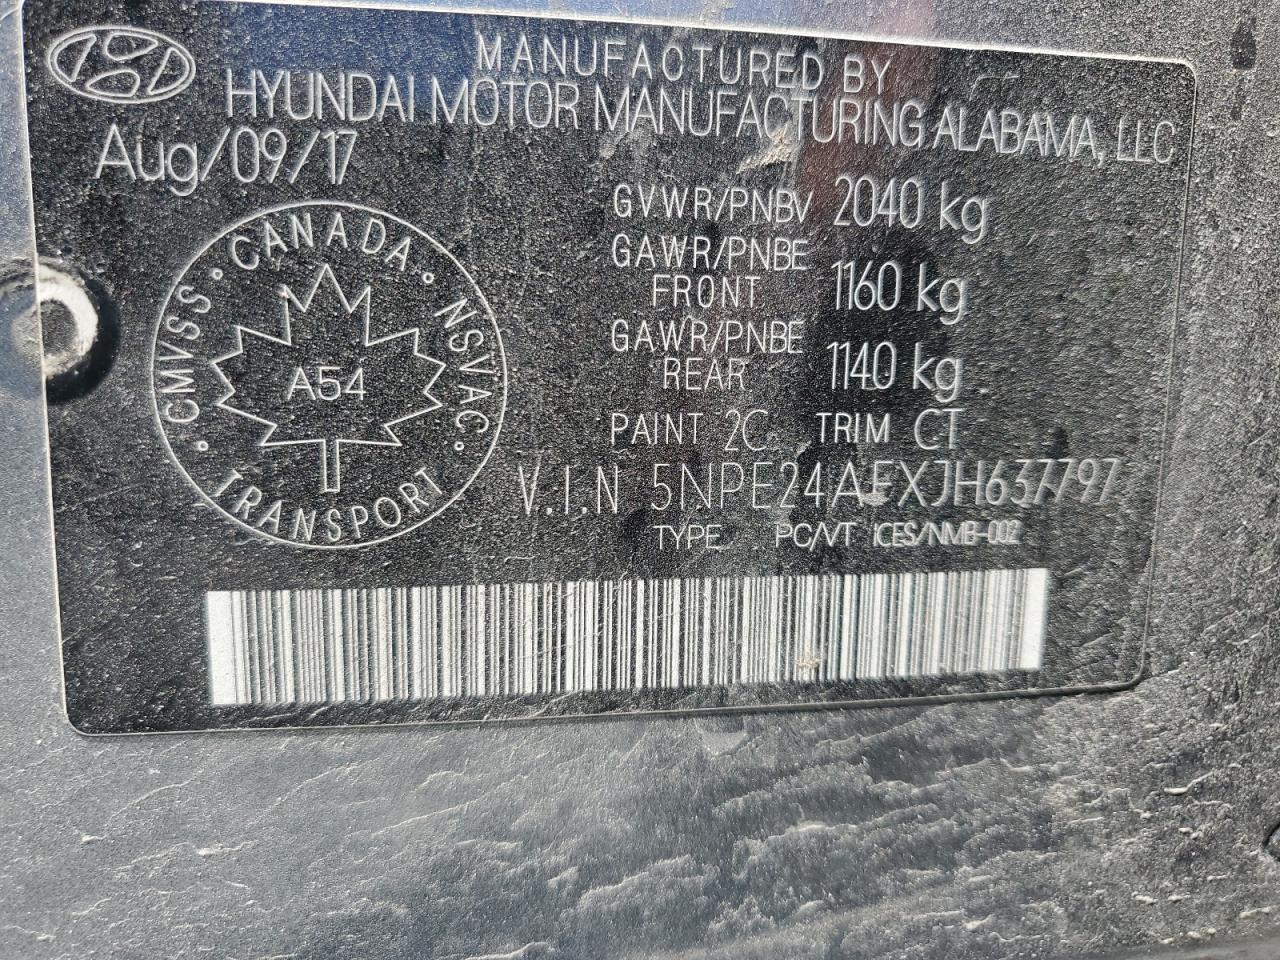 MANUFACTURED BY
HYUNDAI MOTOR MANUFACTURING ALABAMA, LLC
Aug/09/17
GVWR/PNBV 2040 kg
GAWR/PNBE
FRONT 1160 kg
GAWR/PNBE
REAR 1140 kg
PAINT 2C TRIM CT
V.I.N 5NPE24AFXJH637797
TYPE PC/VT ICES/NMB-002
CANADA
CMVSS
NSVAC
A54
TRANSPORT